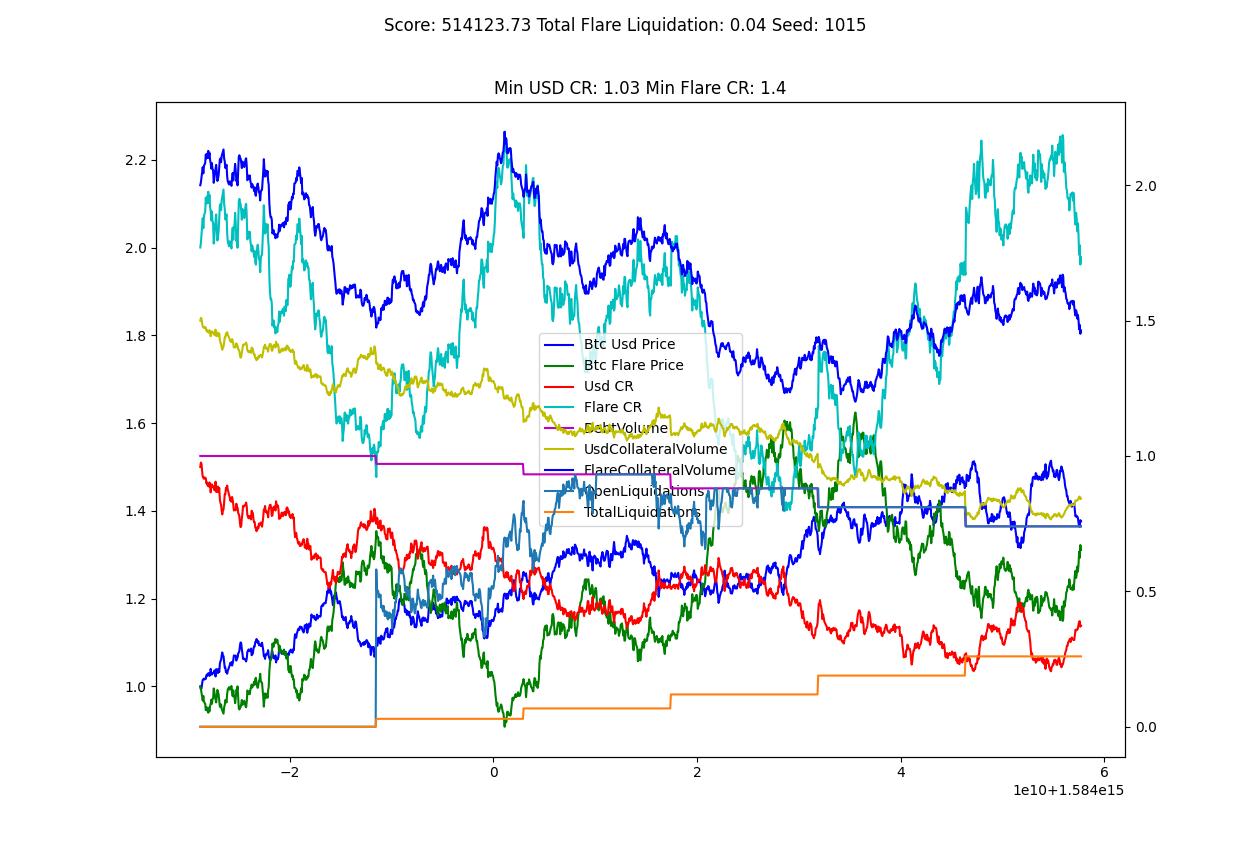 Score: 514123.73 Total Flare Liquidation: 0.04 Seed: 1015
Min USD CR: 1.03 Min Flare CR: 1.4
2.2
2.0
1.8
1.6
1.4
1.2
1.0
2.0
1.5
1.0
0.5
0.0
Btc Usd Price
Btc Flare Price
Usd CR
Flare CR
DebtVolume
UsdCollateralVolume
FlareCollateralVolume
OpenLiquidations
TotalLiquidations
−2 0 2 4 6
1e10+1.584e15